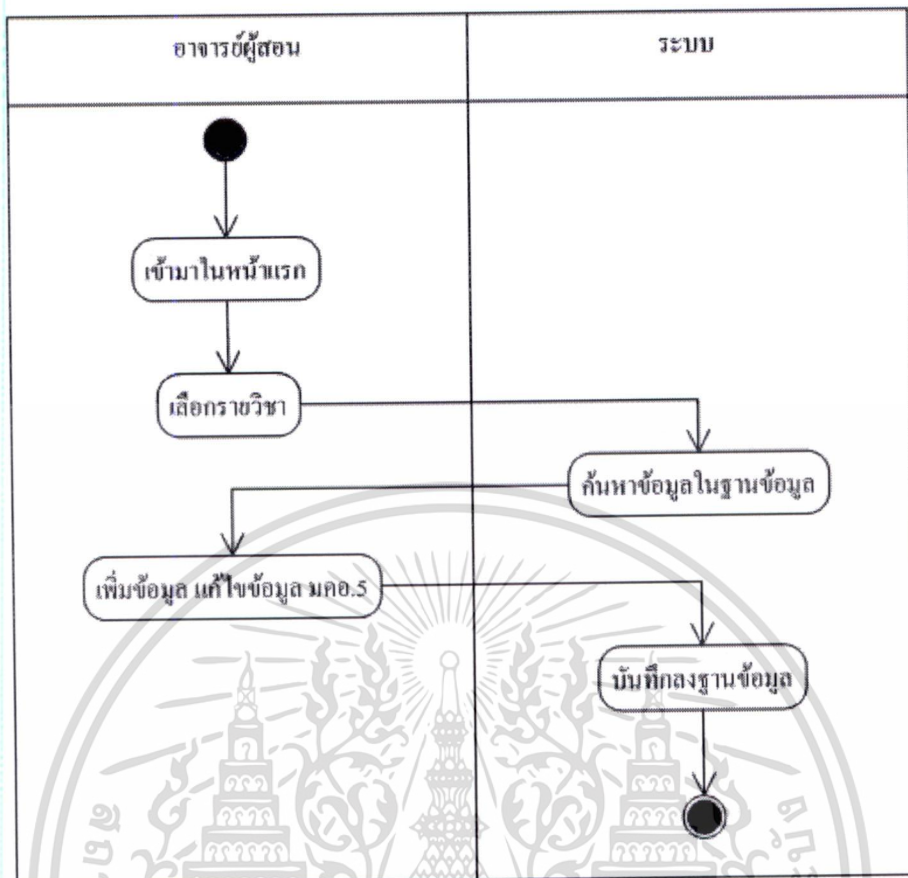 อาจารย์ผู้สอน
ระบบ
เข้ามาในหน้าแรก
เลือกรายวิชา
ค้นหาข้อมูลในฐานข้อมูล
เพิ่มข้อมูล แก้ไขข้อมูล มคอ.5
บันทึกลงฐานข้อมูล